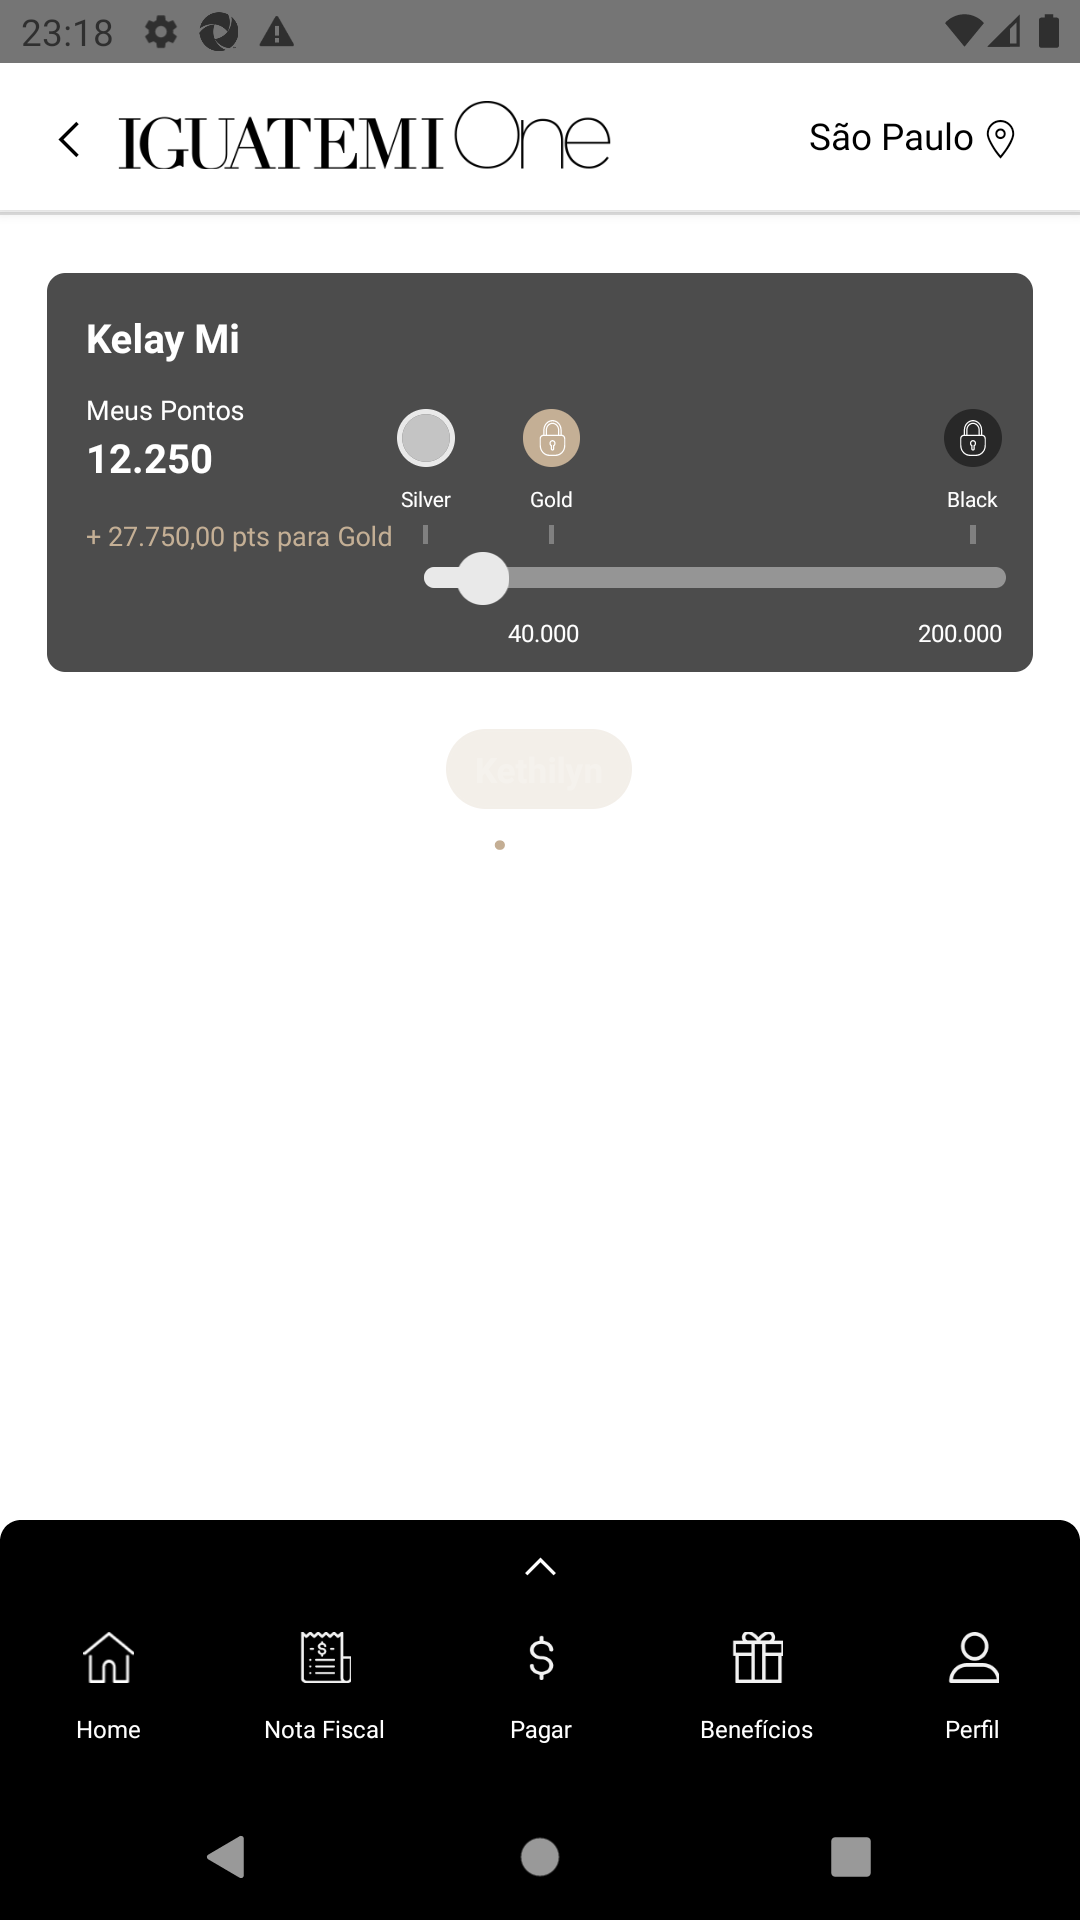 23:18
IGUATEMI One
São Paulo
Kelay Mi
Meus Pontos
12.250
Silver
Gold
Black
+ 27.750,00 pts para Gold
40.000
200.000
Home
Nota Fiscal
Pagar
Benefícios
Perfil